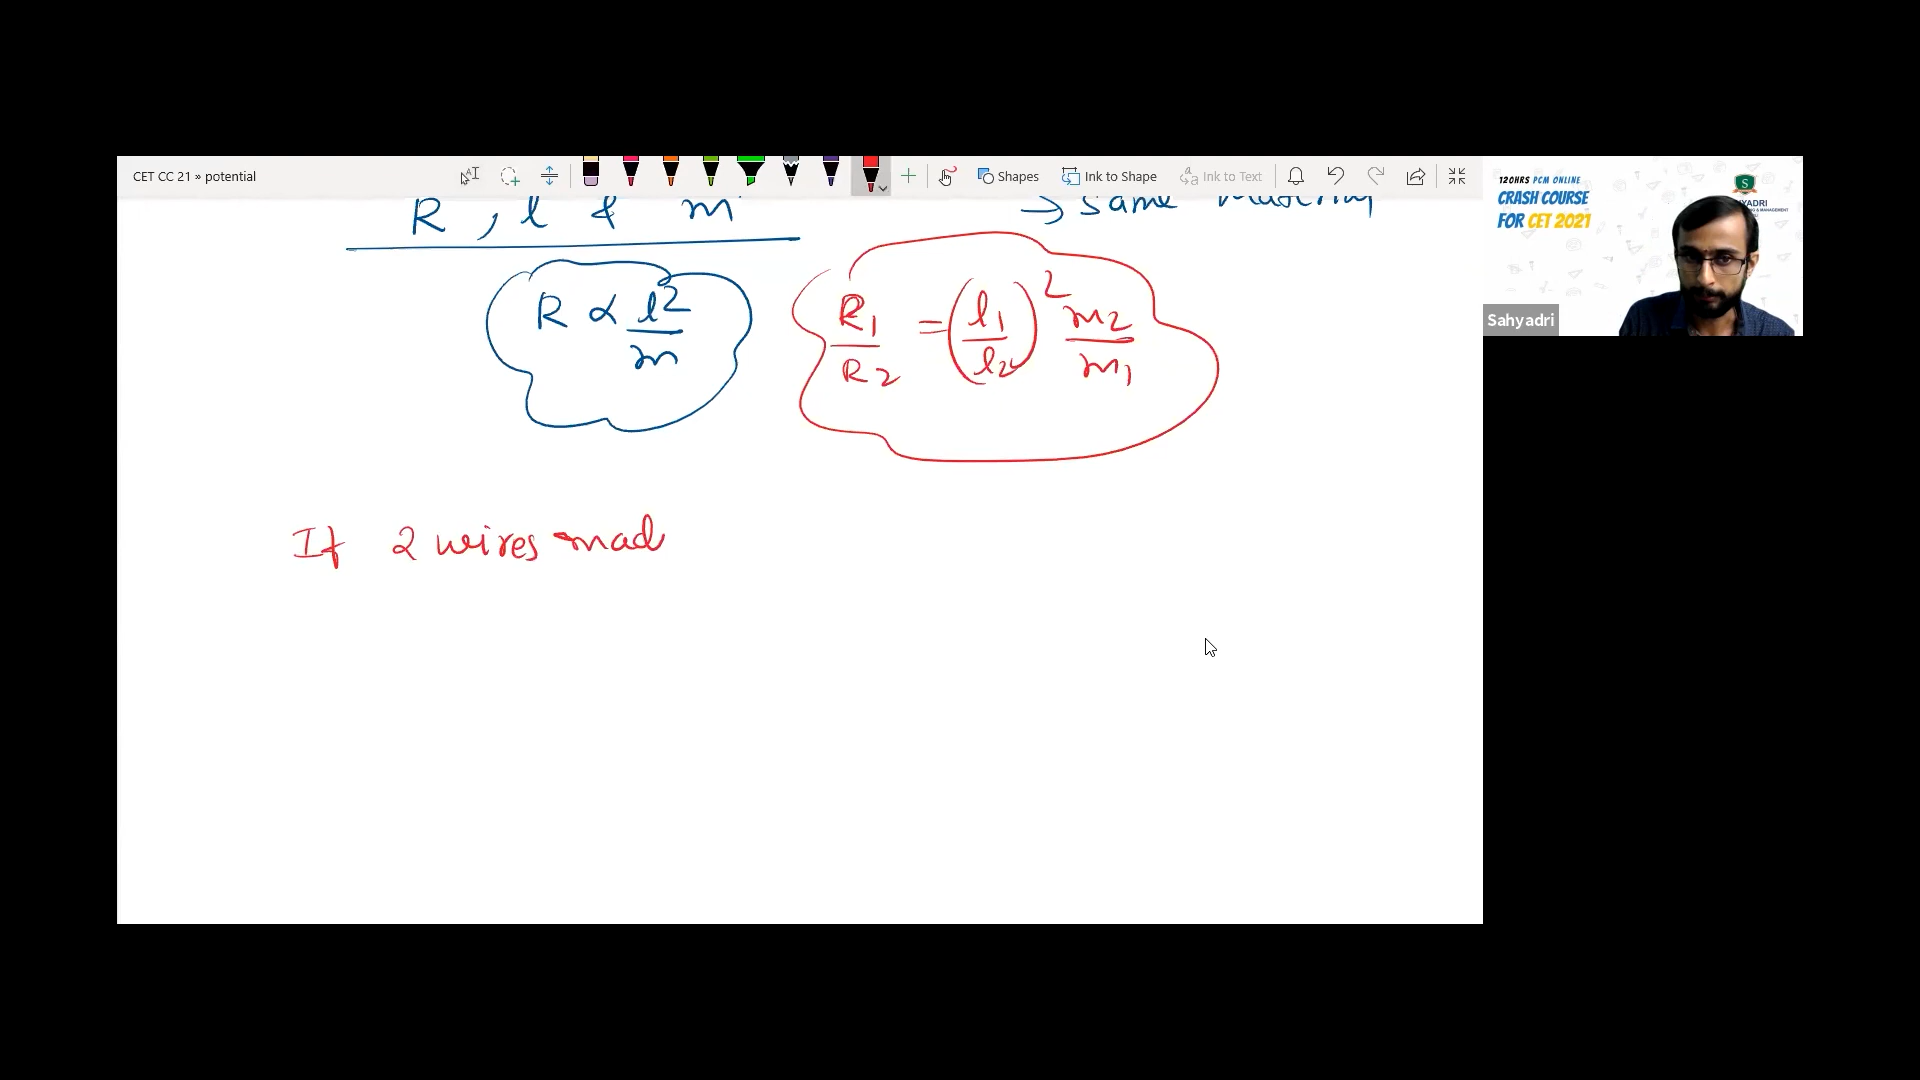 CET CC 21 » potential
Shapes
Ink to Shape
Ink to Text
R , l & m
→ same
R ∝ l²/m
R₁/R₂ = (l₁/l₂)² m₂/m₁
If 2 wires mad
120HRS PCM ONLINE
CRASH COURSE
FOR CET 2021
S
Sahyadri